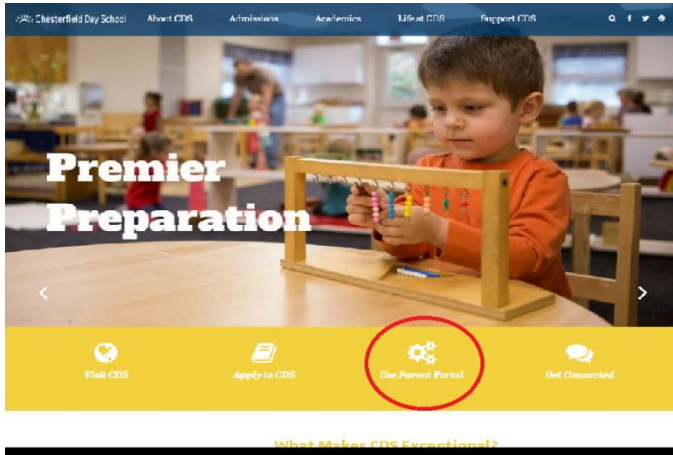 Chesterfield Day School About CDS Admissions Academics Life at CDS Support CDS
Premier
Preparation
Visit CDS Apply to CDS Use Parent Portal Get Connected
What Makes CDS Exceptional?